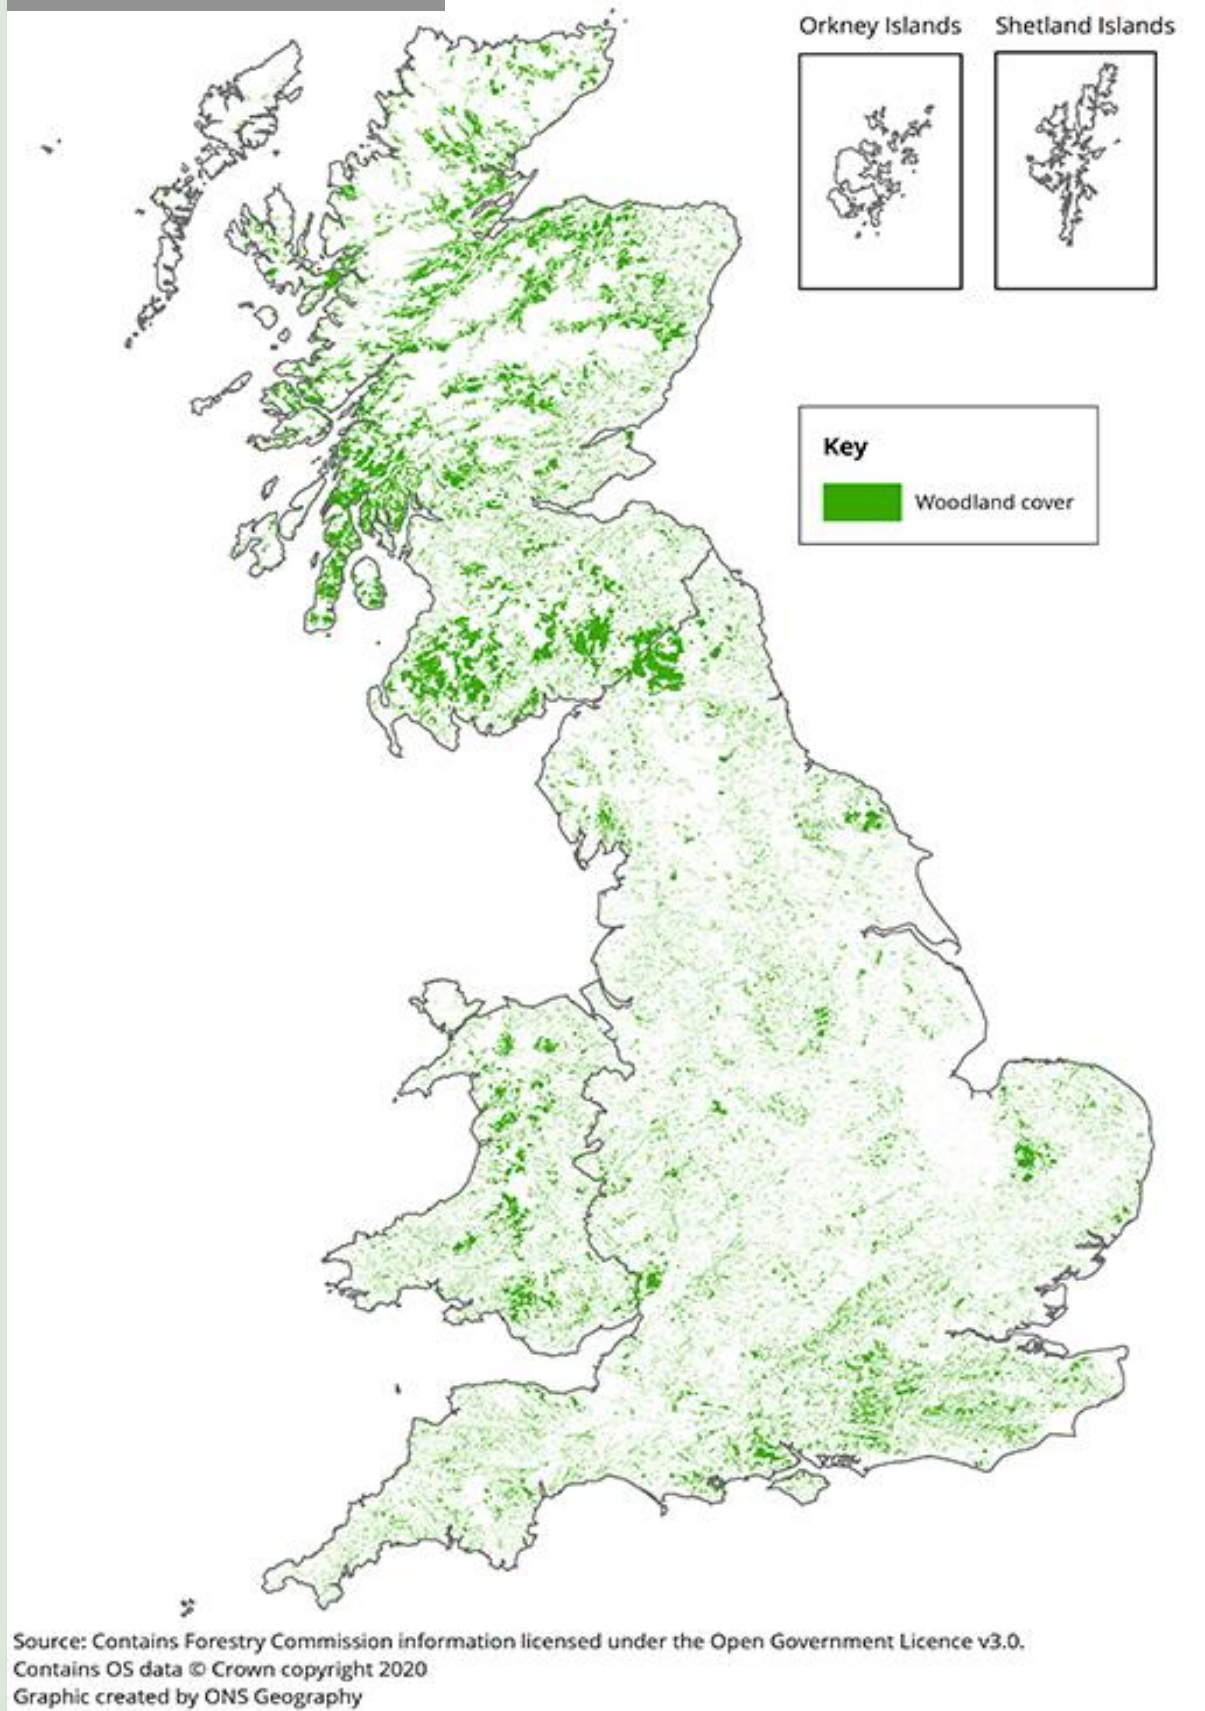 Orkney Islands
Shetland Islands
Key
Woodland cover
Source: Contains Forestry Commission information licensed under the Open Government Licence v3.0.
Contains OS data © Crown copyright 2020
Graphic created by ONS Geography